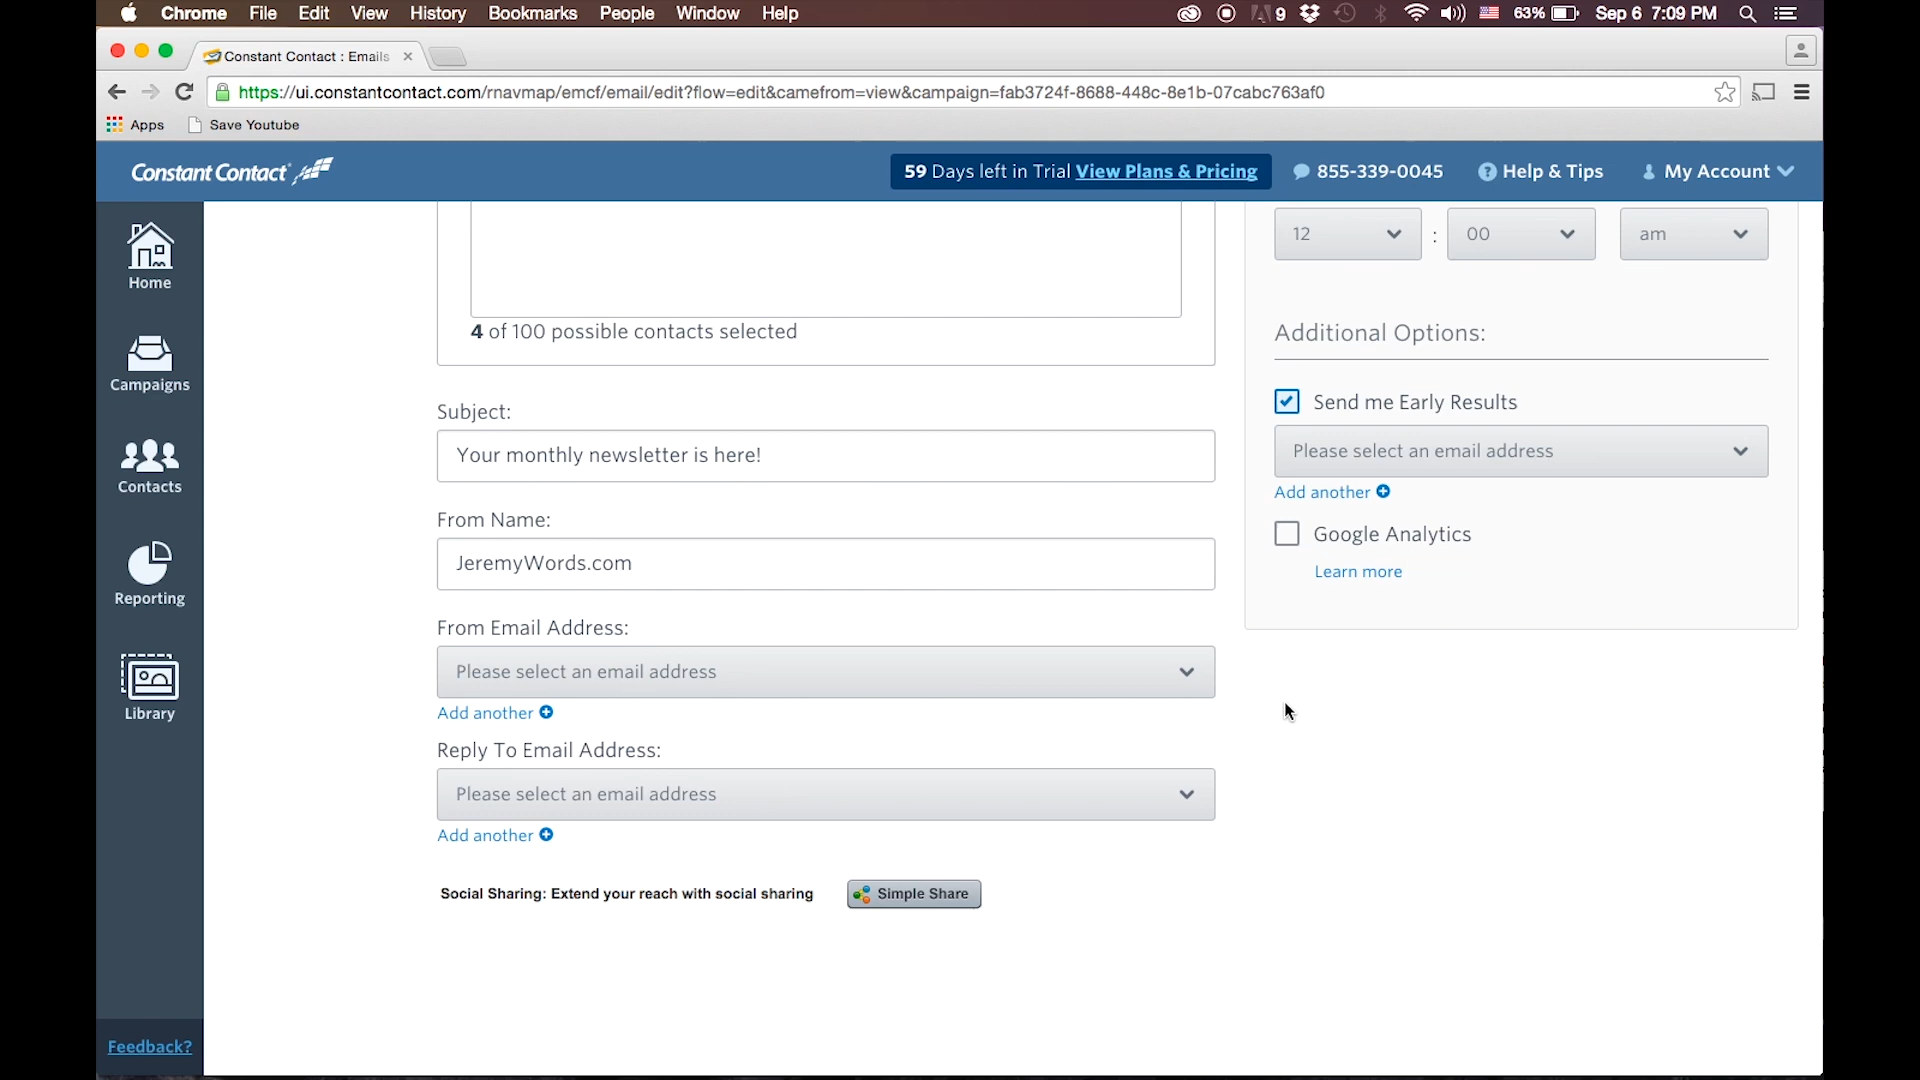 Chrome File Edit View History Bookmarks People Window Help 9 63% Sep 6 7:09 PM
Constant Contact : Emails
https://ui.constantcontact.com/rnavmap/emcf/email/edit?flow=edit&camefrom=view&campaign=fab3724f-8688-448c-8e1b-07cabc763af0
Apps Save Youtube
Constant Contact 59 Days left in Trial View Plans & Pricing 855-339-0045 Help & Tips My Account
Home
Campaigns
Contacts
Reporting
Library
Feedback?
4 of 100 possible contacts selected
Subject:
Your monthly newsletter is here!
From Name:
JeremyWords.com
From Email Address:
Please select an email address
Add another
Reply To Email Address:
Please select an email address
Add another
Social Sharing: Extend your reach with social sharing Simple Share
12 : 00 am
Additional Options:
Send me Early Results
Please select an email address
Add another
Google Analytics
Learn more